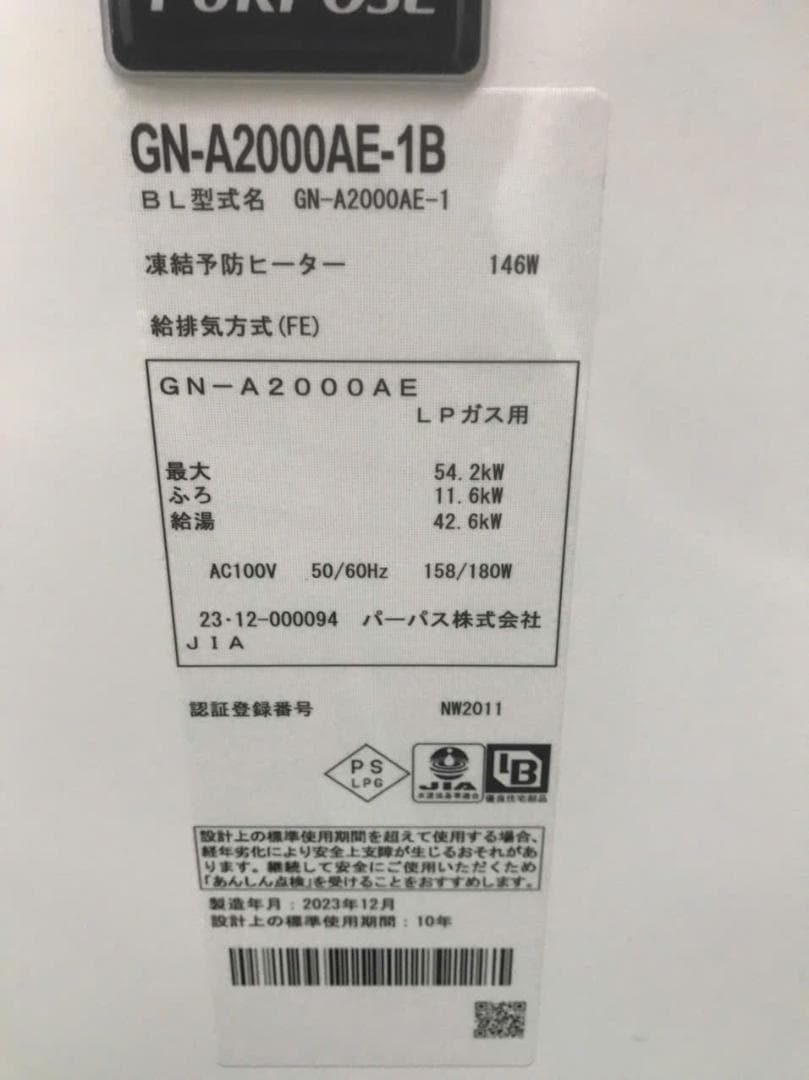 PURPOSE
GN-A2000AE-1B
BL型式名 GN-A2000AE-1
凍結予防ヒーター 146W
給排気方式(FE)
GN-A2000AE
LPガス用
最大 54.2kW
ふろ 11.6kW
給湯 42.6kW
AC100V 50/60Hz 158/180W
23・12-000094 パーパス株式会社
JIA
認証登録番号 NW2011
PS
LPG
JIA
優良住宅部品
設計上の標準使用期間を超えて使用する場合、
経年劣化により安全上支障が生じるおそれがあ
ります。継続して安全にご使用いただくため
「あんしん点検」を受けることをおすすめします。
製造年月：2023年12月
設計上の標準使用期間：10年